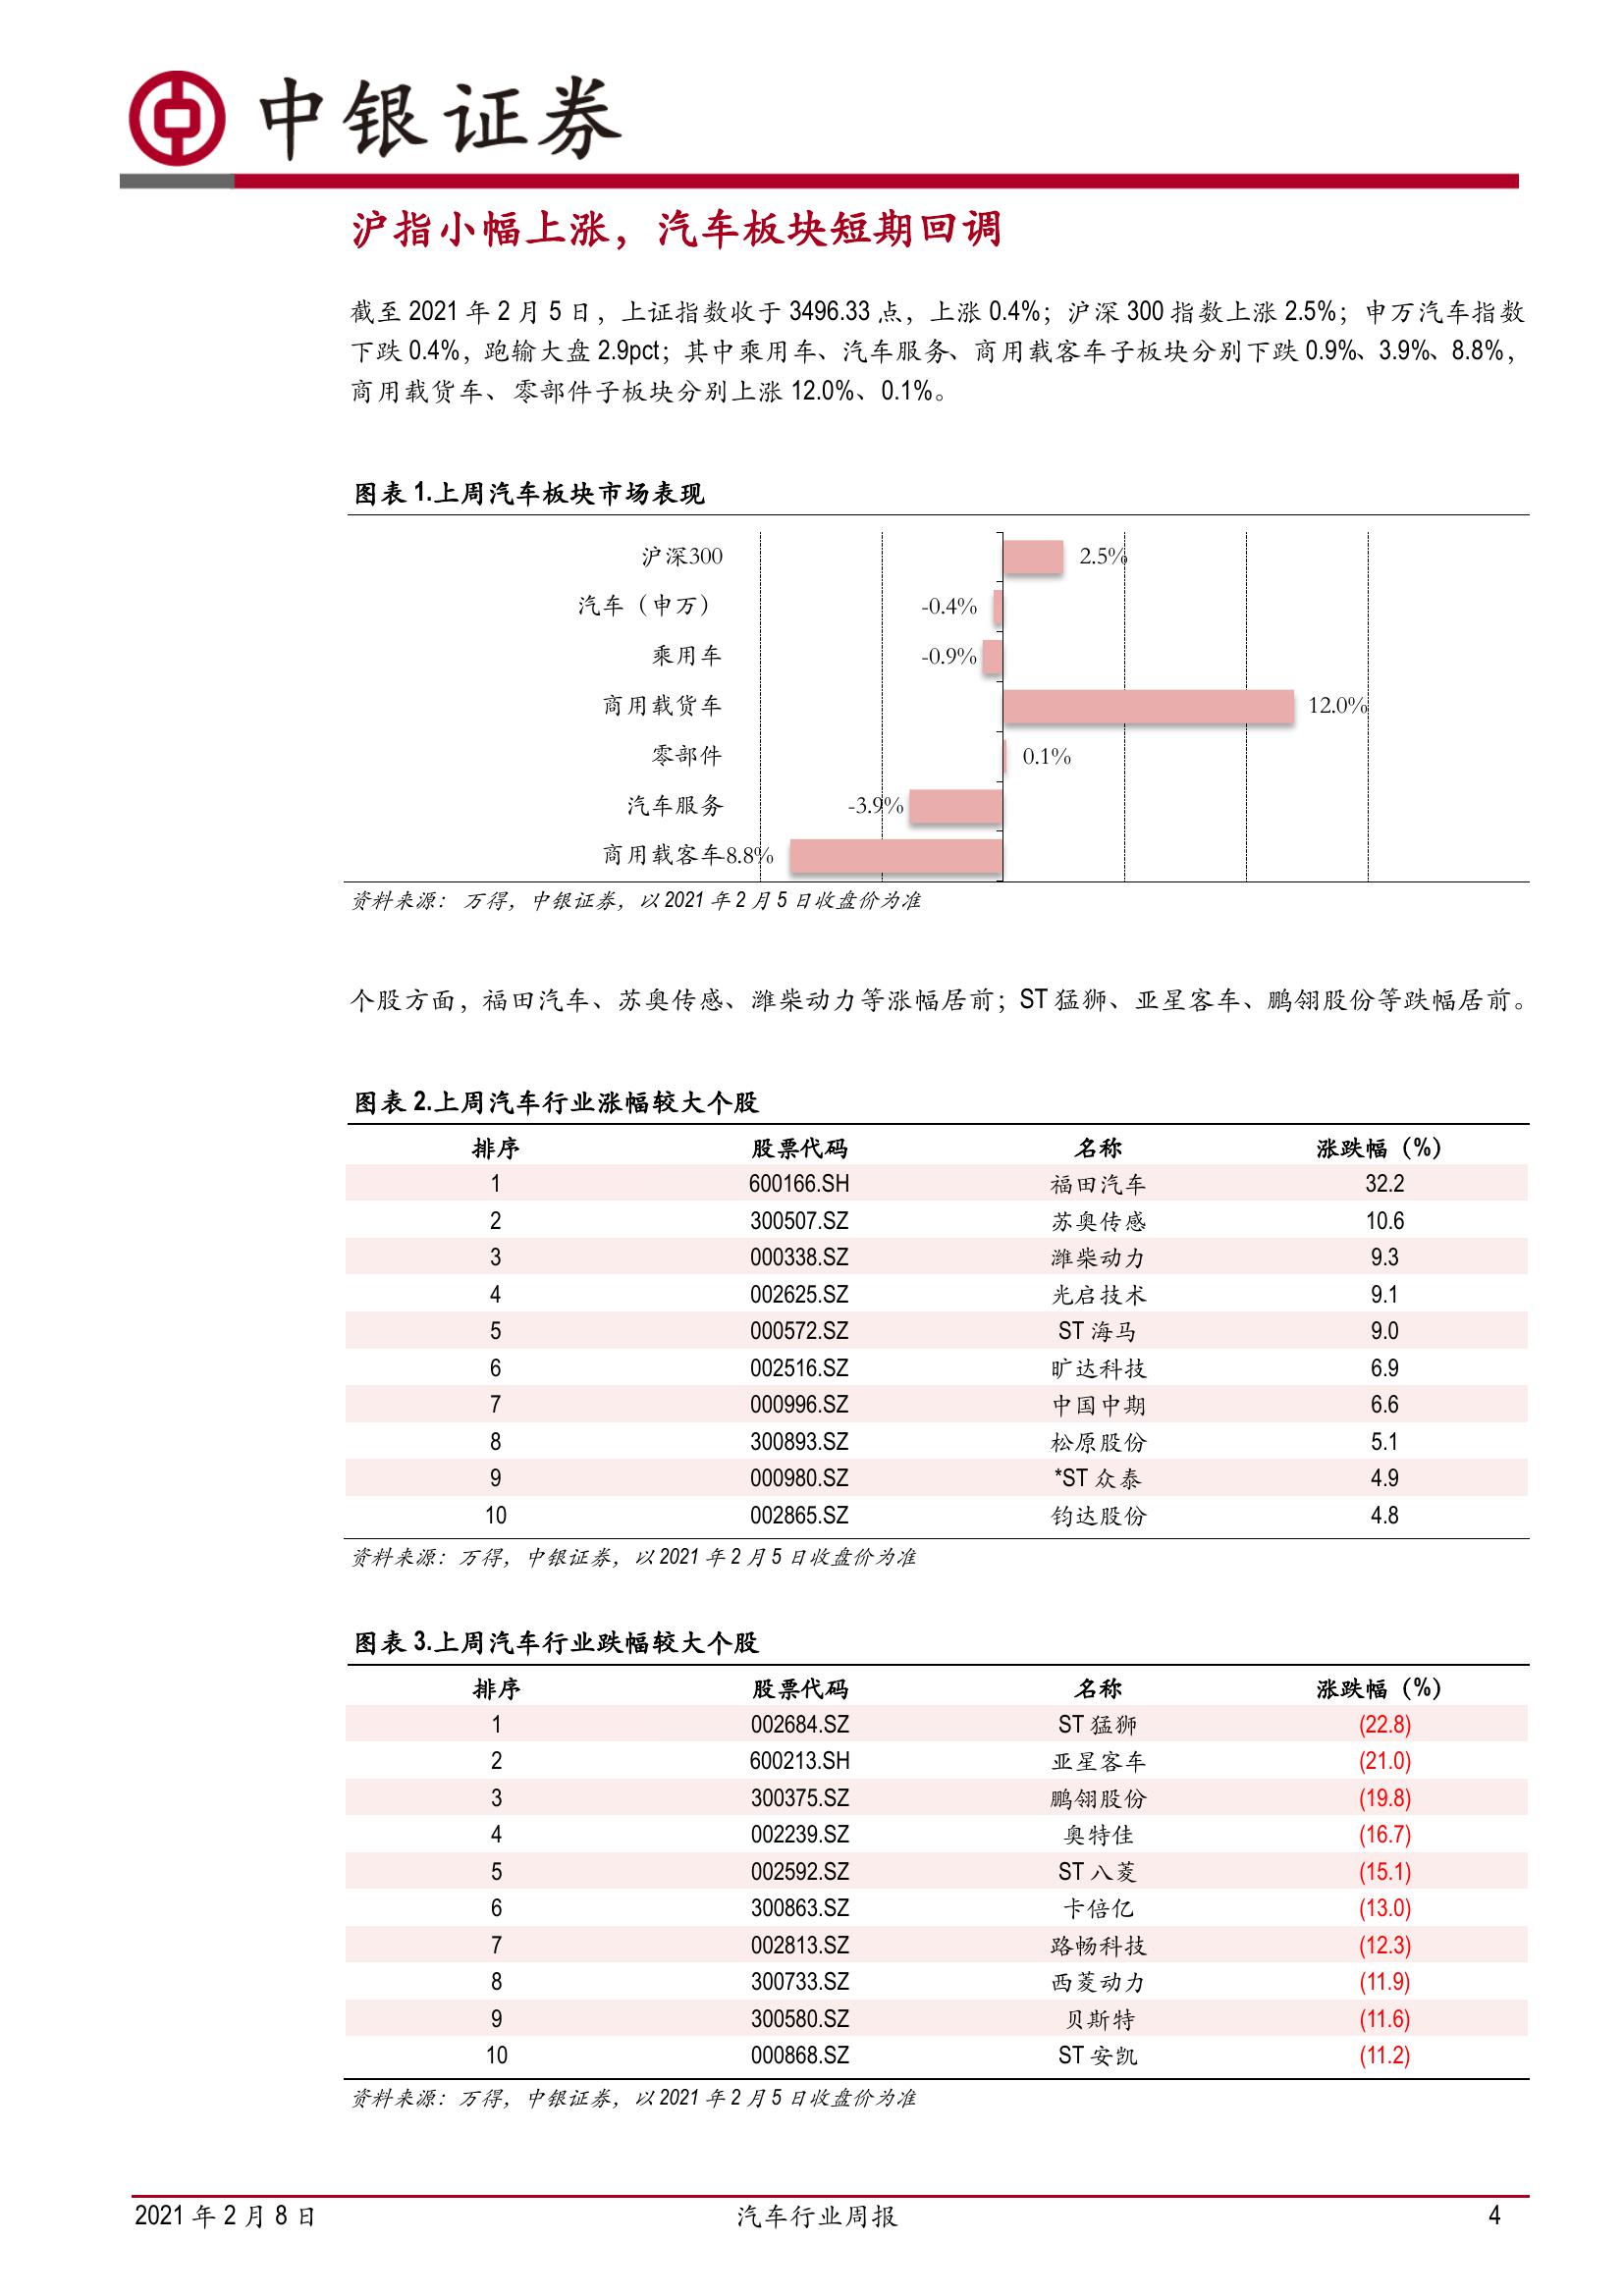 中银证券
沪指小幅上涨，汽车板块短期回调
截至 2021 年 2 月 5 日，上证指数收于 3496.33 点，上涨 0.4%；沪深 300 指数上涨 2.5%；申万汽车指数
下跌 0.4%，跑输大盘 2.9pct；其中乘用车、汽车服务、商用载客车子板块分别下跌 0.9%、3.9%、8.8%，
商用载货车、零部件子板块分别上涨 12.0%、0.1%。
图表 1.上周汽车板块市场表现
沪深300 2.5%
汽车（申万） -0.4%
乘用车 -0.9%
商用载货车 12.0%
零部件 0.1%
汽车服务 -3.9%
商用载客车 -8.8%
资料来源： 万得，中银证券，以 2021 年 2 月 5 日收盘价为准
个股方面，福田汽车、苏奥传感、潍柴动力等涨幅居前；ST 猛狮、亚星客车、鹏翎股份等跌幅居前。
图表 2.上周汽车行业涨幅较大个股
排序 股票代码 名称 涨跌幅（%）
1 600166.SH 福田汽车 32.2
2 300507.SZ 苏奥传感 10.6
3 000338.SZ 潍柴动力 9.3
4 002625.SZ 光启技术 9.1
5 000572.SZ ST 海马 9.0
6 002516.SZ 旷达科技 6.9
7 000996.SZ 中国中期 6.6
8 300893.SZ 松原股份 5.1
9 000980.SZ *ST 众泰 4.9
10 002865.SZ 钧达股份 4.8
资料来源：万得，中银证券，以 2021 年 2 月 5 日收盘价为准
图表 3.上周汽车行业跌幅较大个股
排序 股票代码 名称 涨跌幅（%）
1 002684.SZ ST 猛狮 (22.8)
2 600213.SH 亚星客车 (21.0)
3 300375.SZ 鹏翎股份 (19.8)
4 002239.SZ 奥特佳 (16.7)
5 002592.SZ ST 八菱 (15.1)
6 300863.SZ 卡倍亿 (13.0)
7 002813.SZ 路畅科技 (12.3)
8 300733.SZ 西菱动力 (11.9)
9 300580.SZ 贝斯特 (11.6)
10 000868.SZ ST 安凯 (11.2)
资料来源：万得，中银证券，以 2021 年 2 月 5 日收盘价为准
2021 年 2 月 8 日 汽车行业周报 4